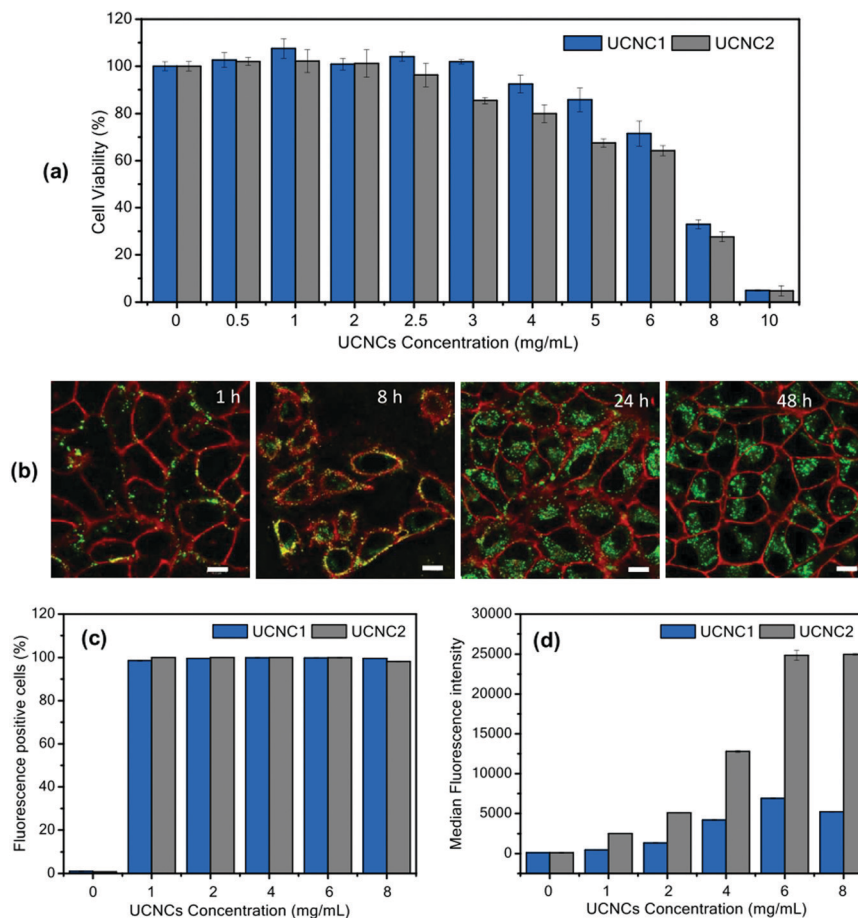 (a)
Cell Viability (%)
120
100
80
60
40
20
0
UCNC1 UCNC2
0 0.5 1 2 2.5 3 4 5 6 8 10
UCNCs Concentration (mg/mL)
(b)
1 h
8 h
24 h
48 h
(c)
Fluorescence positive cells (%)
120
100
80
60
40
20
0
UCNC1 UCNC2
0 1 2 4 6 8
UCNCs Concentration (mg/mL)
(d)
Median Fluorescence intensity
30000
25000
20000
15000
10000
5000
0
UCNC1 UCNC2
0 1 2 4 6 8
UCNCs Concentration (mg/mL)